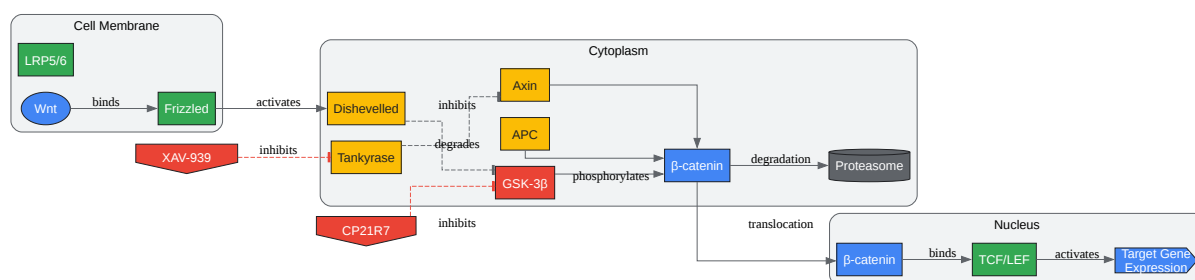 Cell Membrane
LRP5/6
Wnt
binds
Frizzled
activates
XAV-939
inhibits
Cytoplasm
Dishevelled
Tankyrase
inhibits
degrades
Axin
APC
GSK-3β
phosphorylates
β-catenin
degradation
Proteasome
CP21R7
inhibits
translocation
Nucleus
β-catenin
binds
TCF/LEF
activates
Target Gene
Expression